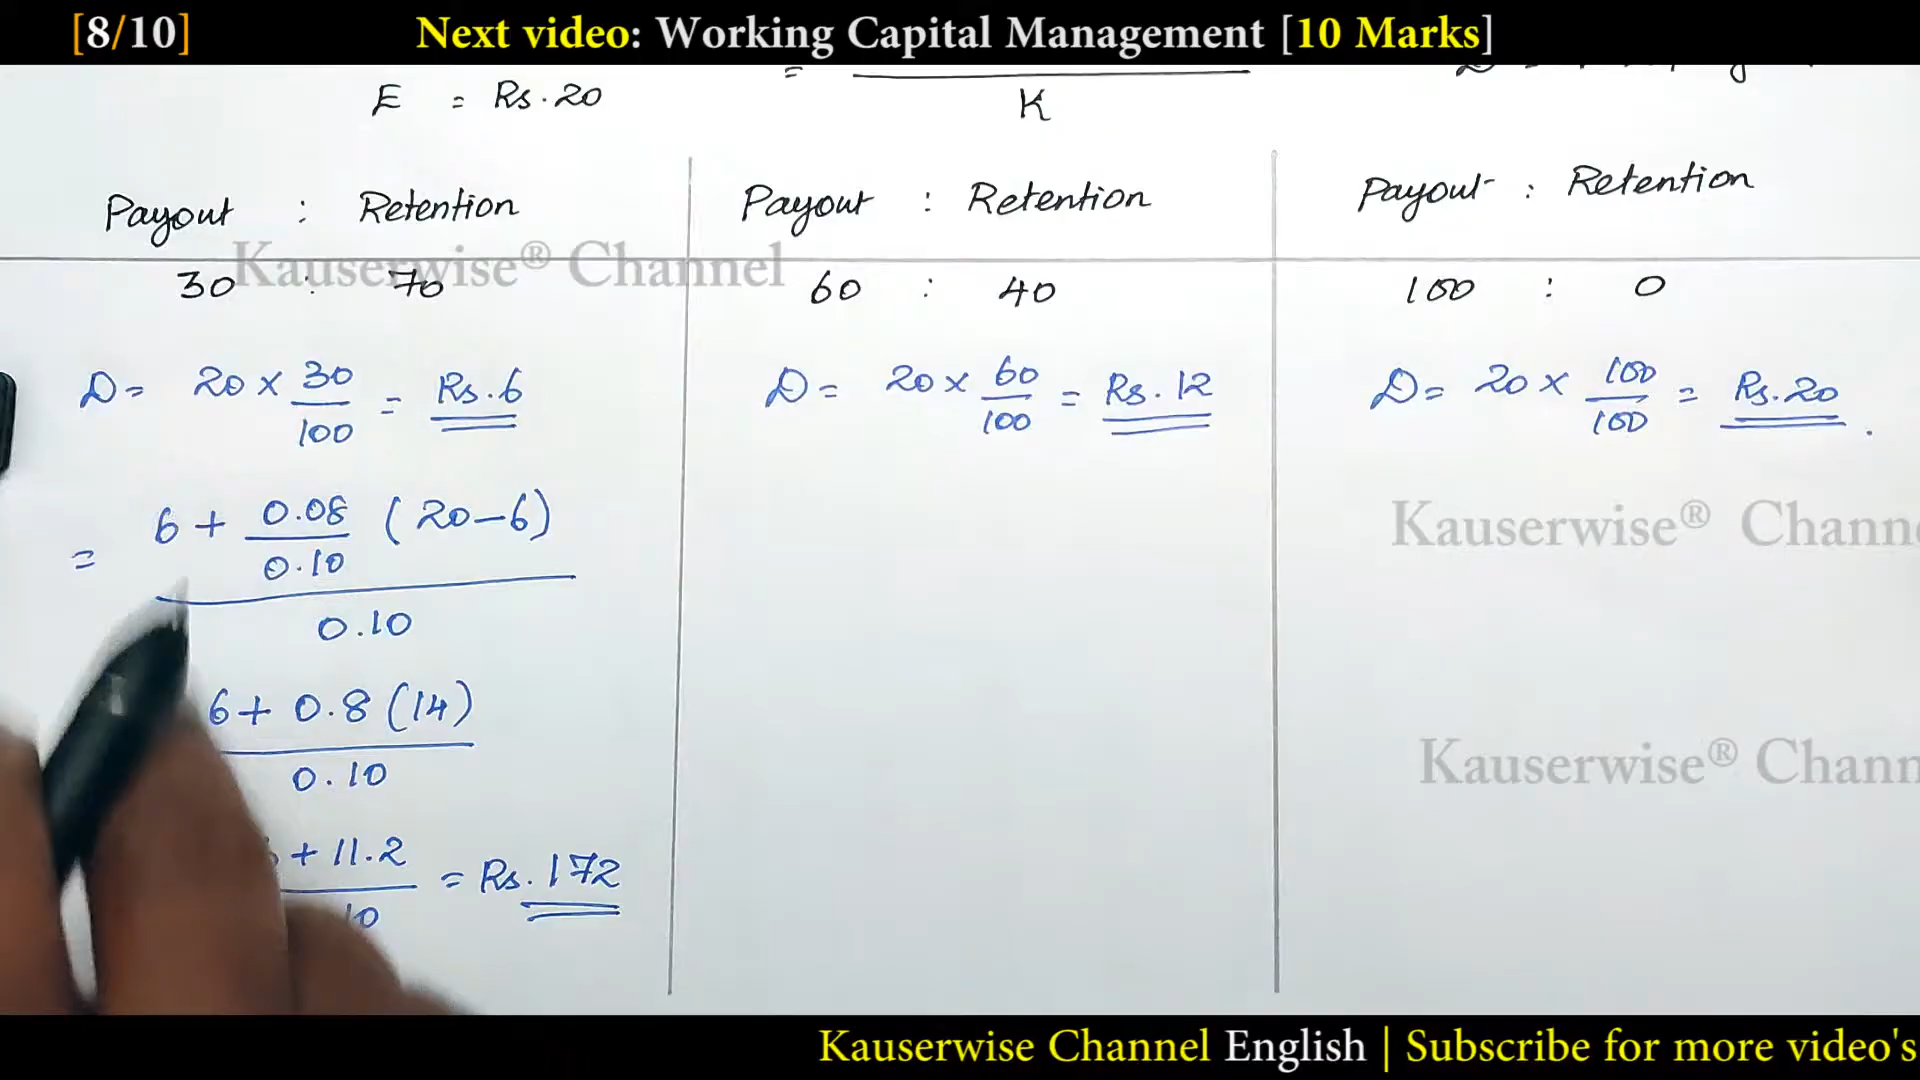 [8/10] Next video: Working Capital Management [10 Marks]
E = Rs.20
=
K
Payout : Retention
30 : 70
D = 20 × 30/100 = Rs.6
= 6 + 0.08/0.10 (20-6)
0.10
6 + 0.8 (14)
0.10
+ 11.2 = Rs.172
10
Payout : Retention
60 : 40
D = 20 × 60/100 = Rs.12
Payout : Retention
100 : 0
D = 20 × 100/100 = Rs.20.
Kauserwise® Channel
Kauserwise® Chann
Kauserwise® Chann
Kauserwise Channel English | Subscribe for more video's